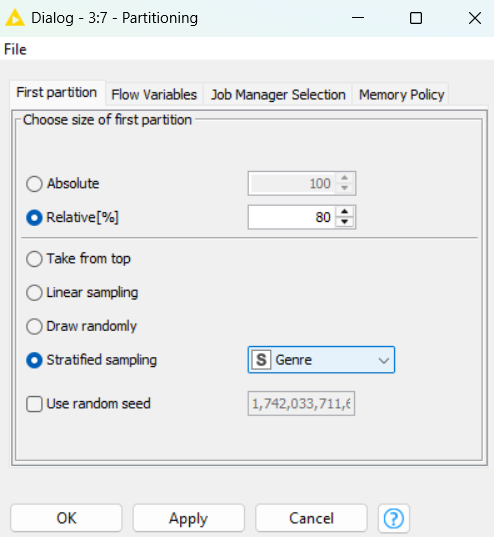 Dialog - 3:7 - Partitioning
File
First partition Flow Variables Job Manager Selection Memory Policy
Choose size of first partition
Absolute 100
Relative[%] 80
Take from top
Linear sampling
Draw randomly
Stratified sampling S Genre
Use random seed 1,742,033,711,6
OK Apply Cancel ?